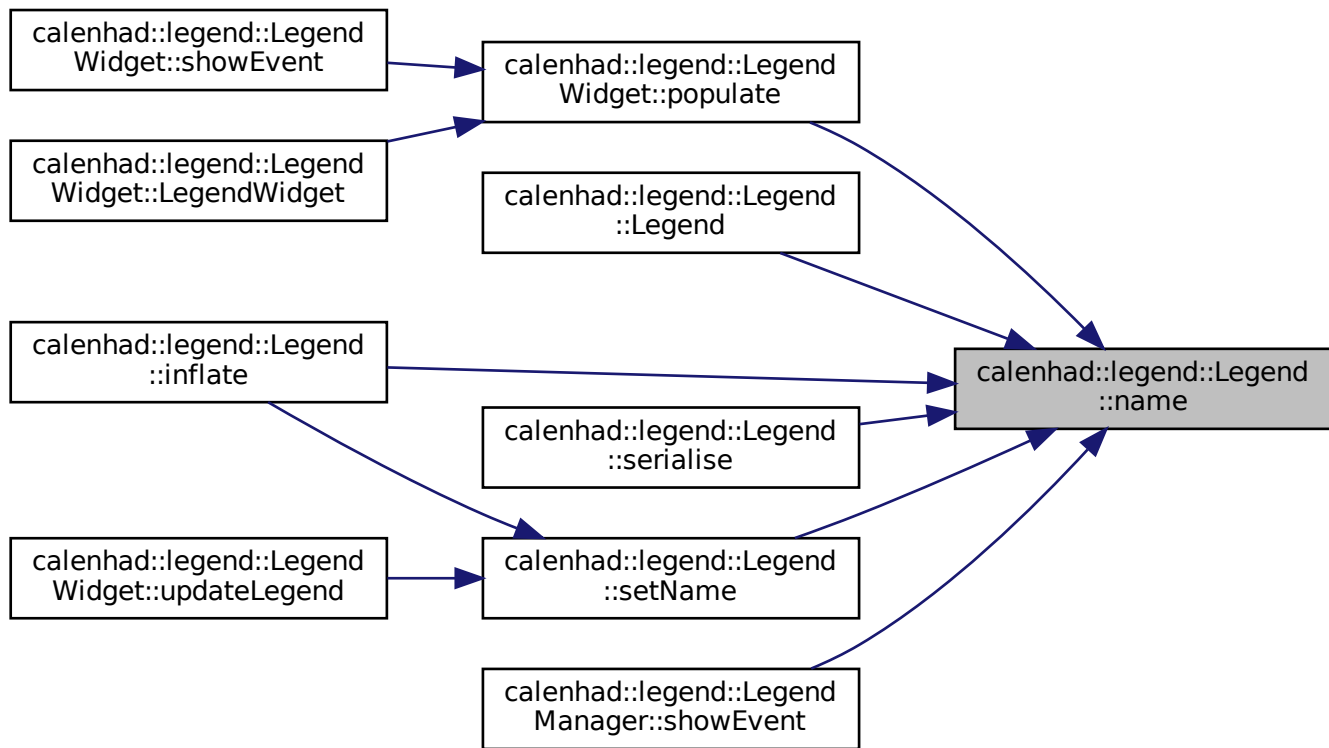 calenhad::legend::Legend
Widget::showEvent
calenhad::legend::Legend
Widget::populate
calenhad::legend::Legend
Widget::LegendWidget
calenhad::legend::Legend
::Legend
calenhad::legend::Legend
::inflate
calenhad::legend::Legend
::name
calenhad::legend::Legend
::serialise
calenhad::legend::Legend
Widget::updateLegend
calenhad::legend::Legend
::setName
calenhad::legend::Legend
Manager::showEvent